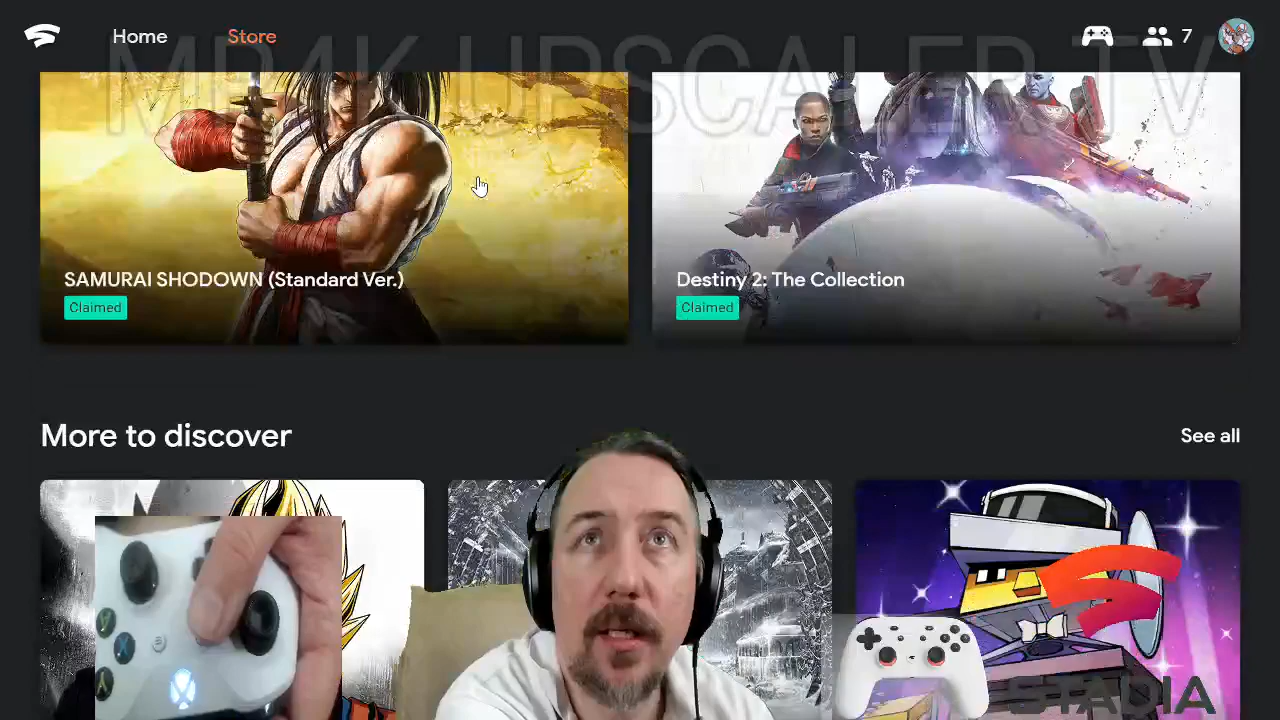 Home
Store
7
MR4K UPSCALER TV
SAMURAI SHODOWN (Standard Ver.)
Claimed
Destiny 2: The Collection
Claimed
More to discover
See all
Y
X
A
STADIA